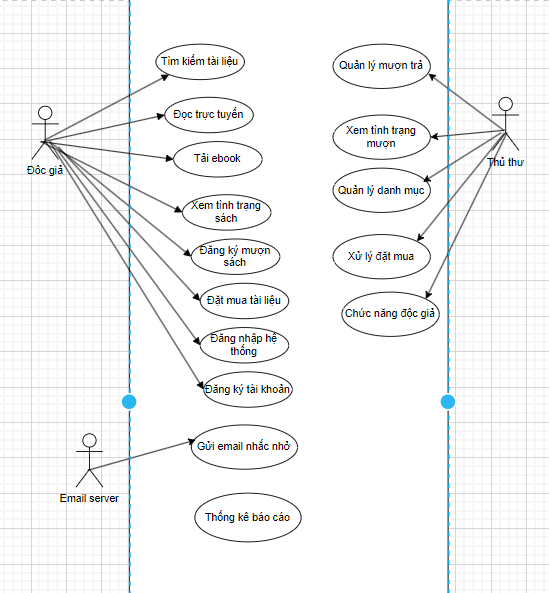 Tìm kiếm tài liệu
Đọc trực tuyến
Tải ebook
Độc giả
Xem tình trạng
sách
Đăng ký mượn
sách
Đặt mua tài liệu
Đăng nhập hệ
thống
Đăng ký tài khoản
Gửi email nhắc nhở
Email server
Thống kê báo cáo
Quản lý mượn trả
Xem tình trạng
mượn
Thủ thư
Quản lý danh mục
Xử lý đặt mua
Chức năng độc giả